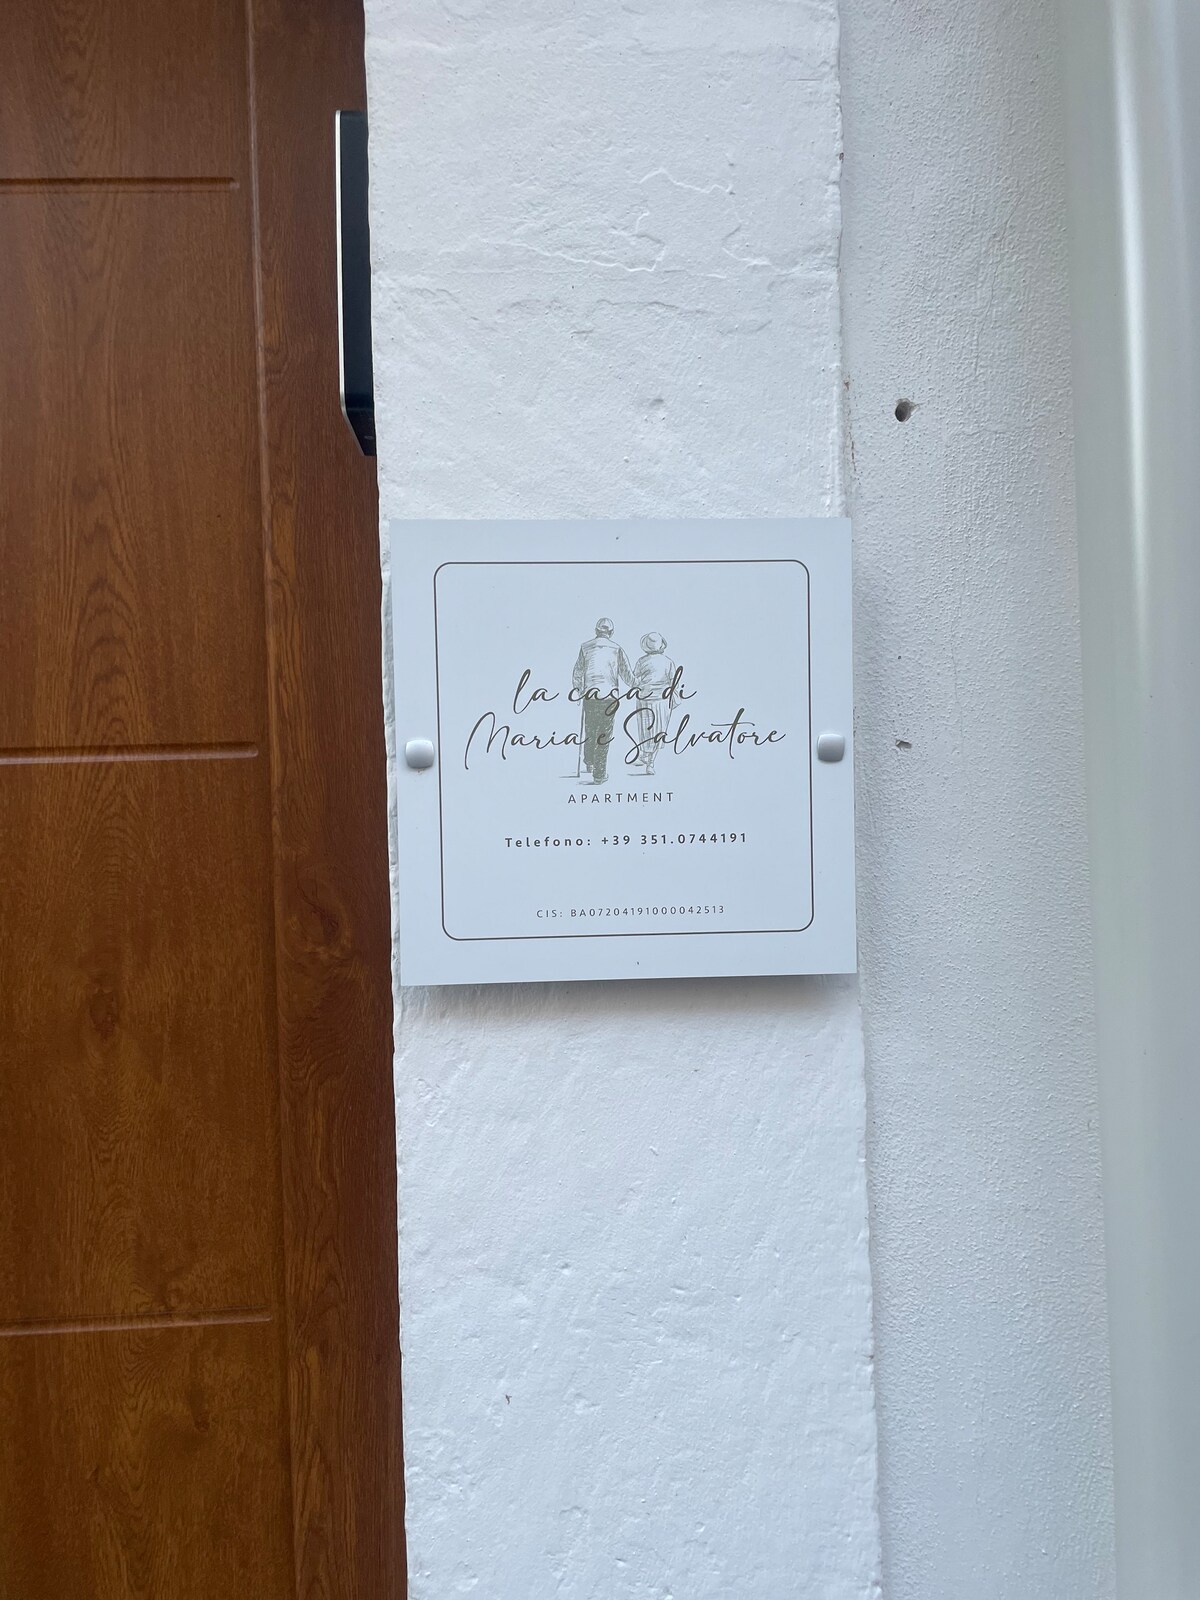 la casa di
Maria e Salvatore
APARTMENT
Telefono: +39 351.0744191
CIS: BA07204191000042513